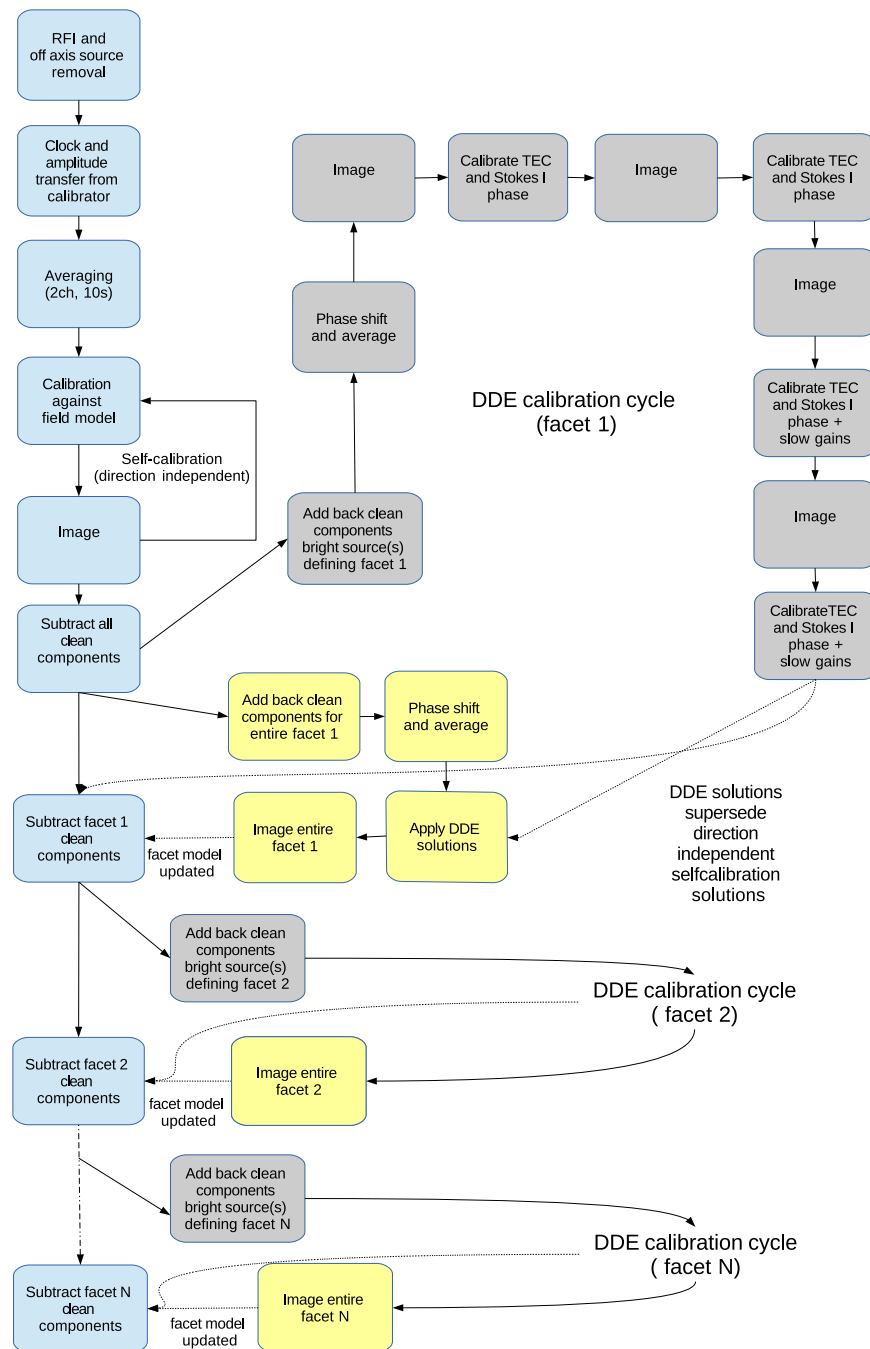 RFI and
off axis source
removal
Clock and
amplitude
transfer from
calibrator
Averaging
(2ch, 10s)
Calibration
against
field model
Self-calibration
(direction independent)
Image
Subtract all
clean
components
Add back clean
components
bright source(s)
defining facet 1
Phase shift
and average
Image
Calibrate TEC
and Stokes I
phase
Image
Calibrate TEC
and Stokes I
phase
Image
Calibrate TEC
and Stokes I
phase +
slow gains
Image
CalibrateTEC
and Stokes I
phase +
slow gains
DDE calibration cycle
(facet 1)
Add back clean
components for
entire facet 1
Phase shift
and average
Apply DDE
solutions
Image entire
facet 1
facet model
updated
Subtract facet 1
clean
components
DDE solutions
supersede
direction
independent
selfcalibration
solutions
Add back clean
components
bright source(s)
defining facet 2
DDE calibration cycle
( facet 2)
Image entire
facet 2
facet model
updated
Subtract facet 2
clean
components
Add back clean
components
bright source(s)
defining facet N
DDE calibration cycle
( facet N)
Image entire
facet N
facet model
updated
Subtract facet N
clean
components